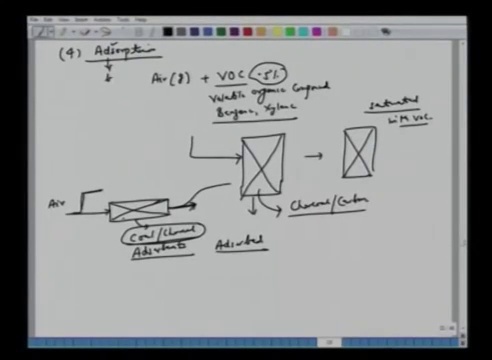 (4) Adsorption
Air (g) + VOC ~5%
Volatile organic compound
Benzene, Xylene
saturated
with VOC
Air
Charcoal/Carbon
Coal/Charcoal
Adsorbents
Adsorbed